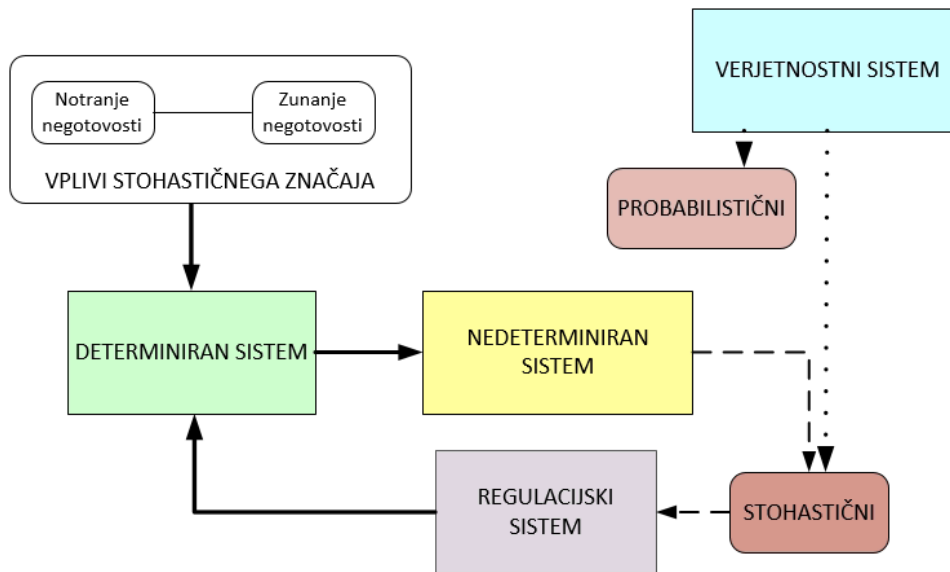 VERJETNOSTNI SISTEM
Notranje
negotovosti
Zunanje
negotovosti
VPLIVI STOHASTIČNEGA ZNAČAJA
PROBABILISTIČNI
DETERMINIRAN SISTEM
NEDETERMINIRAN
SISTEM
REGULACIJSKI
SISTEM
STOHASTIČNI